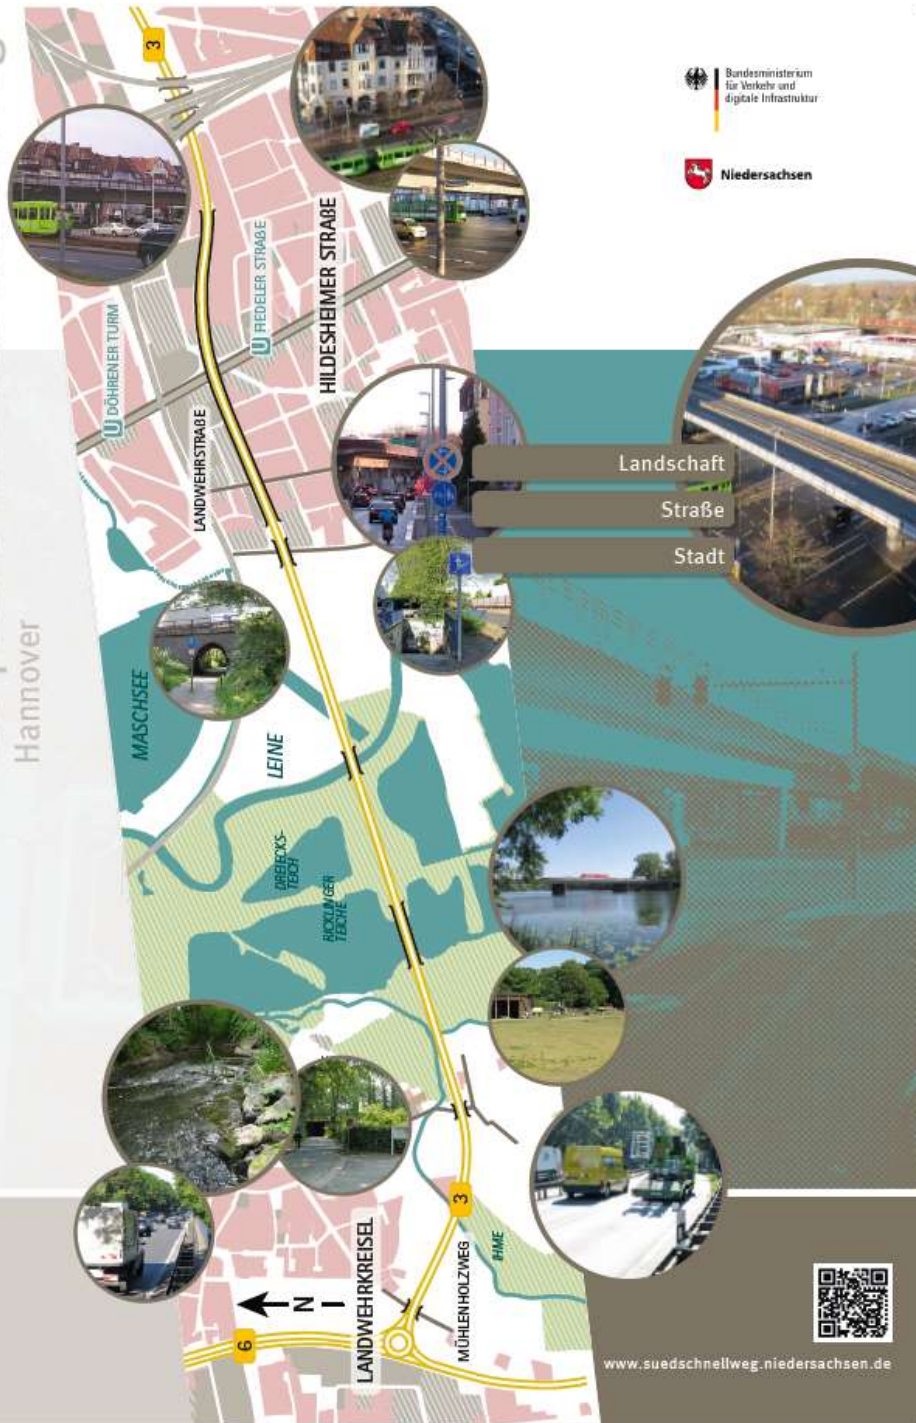 Hannover
Bundesministerium
für Verkehr und
digitale Infrastruktur
Niedersachsen
3
DÖHRENER TURM
U
FIEDELER STRAßE
U
HILDESHEIMER STRAßE
LANDWEHRSTRAßE
Landschaft
Straße
Stadt
MASCHSEE
LEINE
DREIECKS-
TEICH
RICKLINGER
TEICHE
3
IHME
MÜHLENHOLZWEG
LANDWEHRKREISEL
N
6
www.suedschnellweg.niedersachsen.de